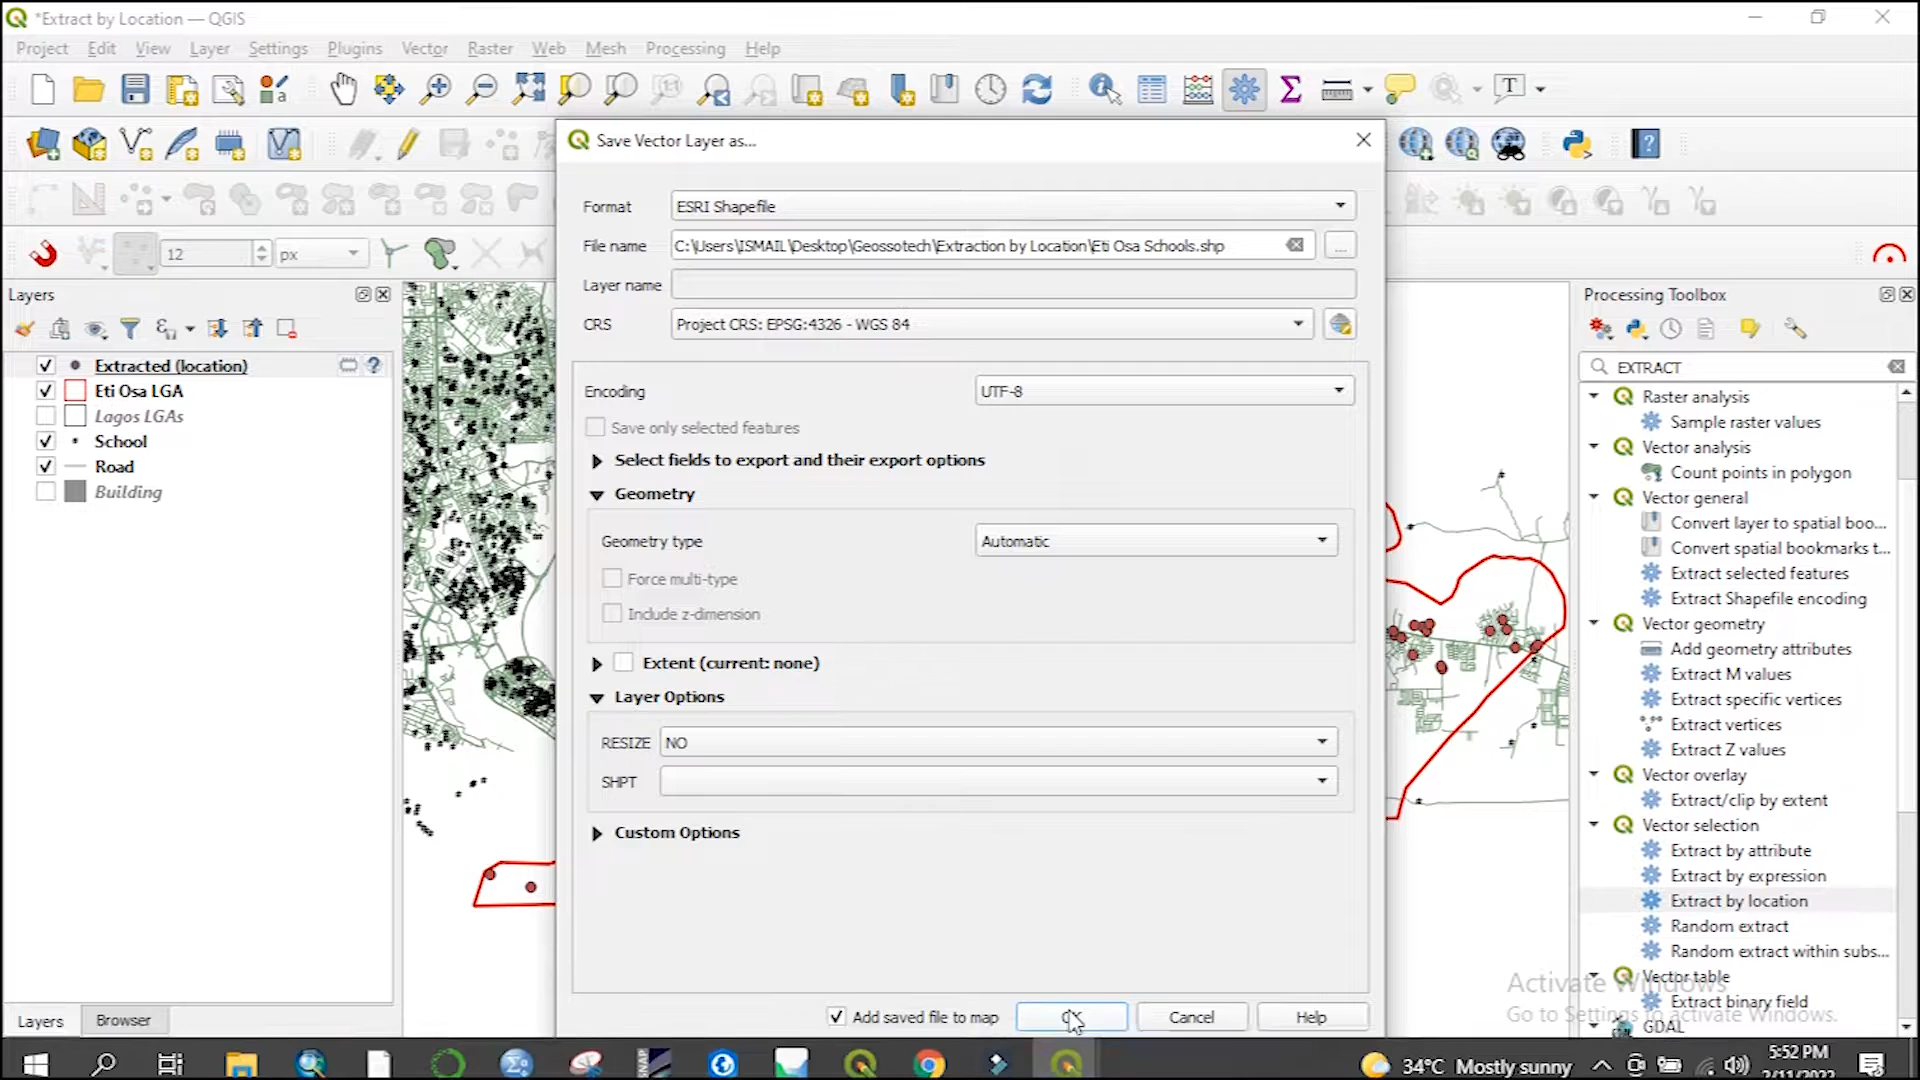 *Extract by Location — QGIS
Project Edit View Layer Settings Plugins Vector Raster Web Mesh Processing Help
Save Vector Layer as...
Format ESRI Shapefile
File name C:\Users\ISMAIL\Desktop\Geossotech\Extraction by Location\Eti Osa Schools.shp
...
12 px
Layer name
CRS Project CRS: EPSG:4326 - WGS 84
Layers
Extracted (location)
Eti Osa LGA
Lagos LGAs
School
Road
Building
Encoding UTF-8
Save only selected features
Select fields to export and their export options
Geometry
Geometry type Automatic
Force multi-type
Include z-dimension
Extent (current: none)
Layer Options
RESIZE NO
SHPT
Custom Options
Add saved file to map
Cancel
Help
Processing Toolbox
EXTRACT
Raster analysis
Sample raster values
Vector analysis
Count points in polygon
Vector general
Convert layer to spatial boo...
Convert spatial bookmarks t...
Extract selected features
Extract Shapefile encoding
Vector geometry
Add geometry attributes
Extract M values
Extract specific vertices
Extract vertices
Extract Z values
Vector overlay
Extract/clip by extent
Vector selection
Extract by attribute
Extract by expression
Extract by location
Random extract
Random extract within subs...
Vector table
Extract binary field
GDAL
Activate Windows
Go to Settings to activate Windows.
Layers Browser
SNAP
34°C Mostly sunny
5:52 PM
2/11/2022